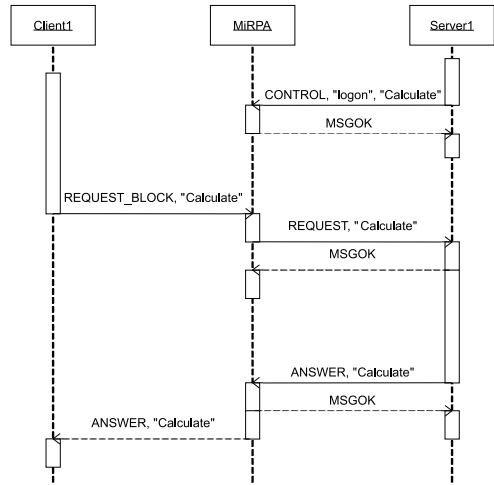 Client1
MiRPA
Server1
CONTROL, "logon", "Calculate"
MSGOK
REQUEST_BLOCK, "Calculate"
REQUEST, "Calculate"
MSGOK
ANSWER, "Calculate"
MSGOK
ANSWER, "Calculate"